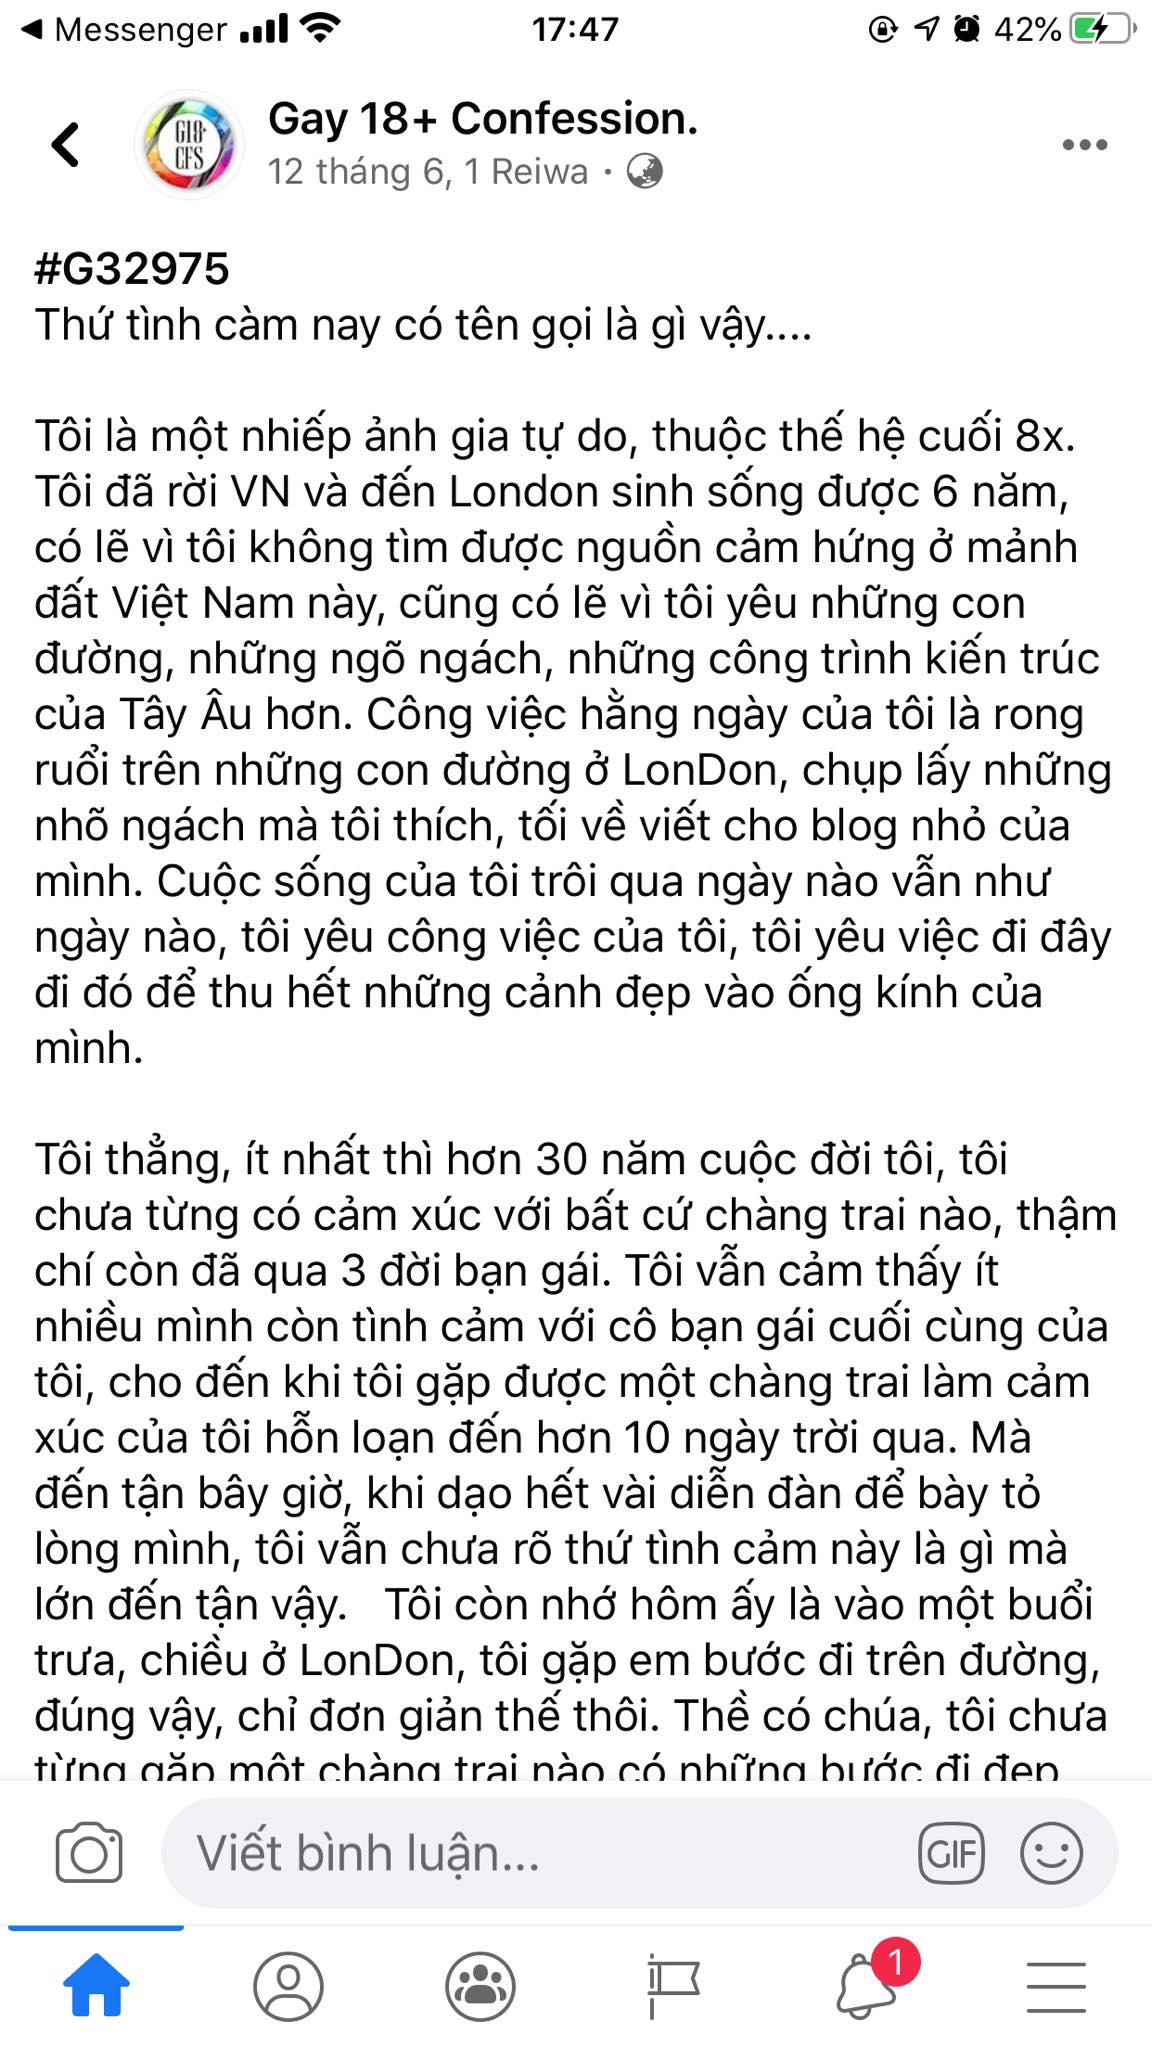 Messenger
17:47
42%
G18+
CFS
Gay 18+ Confession.
12 tháng 6, 1 Reiwa ·
#G32975
Thứ tình càm nay có tên gọi là gì vậy....
Tôi là một nhiếp ảnh gia tự do, thuộc thế hệ cuối 8x.
Tôi đã rời VN và đến London sinh sống được 6 năm,
có lẽ vì tôi không tìm được nguồn cảm hứng ở mảnh
đất Việt Nam này, cũng có lẽ vì tôi yêu những con
đường, những ngõ ngách, những công trình kiến trúc
của Tây Âu hơn. Công việc hằng ngày của tôi là rong
ruổi trên những con đường ở LonDon, chụp lấy những
nhõ ngách mà tôi thích, tối về viết cho blog nhỏ của
mình. Cuộc sống của tôi trôi qua ngày nào vẫn như
ngày nào, tôi yêu công việc của tôi, tôi yêu việc đi đây
đi đó để thu hết những cảnh đẹp vào ống kính của
mình.
Tôi thẳng, ít nhất thì hơn 30 năm cuộc đời tôi, tôi
chưa từng có cảm xúc với bất cứ chàng trai nào, thậm
chí còn đã qua 3 đời bạn gái. Tôi vẫn cảm thấy ít
nhiều mình còn tình cảm với cô bạn gái cuối cùng của
tôi, cho đến khi tôi gặp được một chàng trai làm cảm
xúc của tôi hỗn loạn đến hơn 10 ngày trời qua. Mà
đến tận bây giờ, khi dạo hết vài diễn đàn để bày tỏ
lòng mình, tôi vẫn chưa rõ thứ tình cảm này là gì mà
lớn đến tận vậy.   Tôi còn nhớ hôm ấy là vào một buổi
trưa, chiều ở LonDon, tôi gặp em bước đi trên đường,
đúng vậy, chỉ đơn giản thế thôi. Thề có chúa, tôi chưa
từng gặp một chàng trai nào có những bước đi đẹp
Viết bình luận...
GIF
1